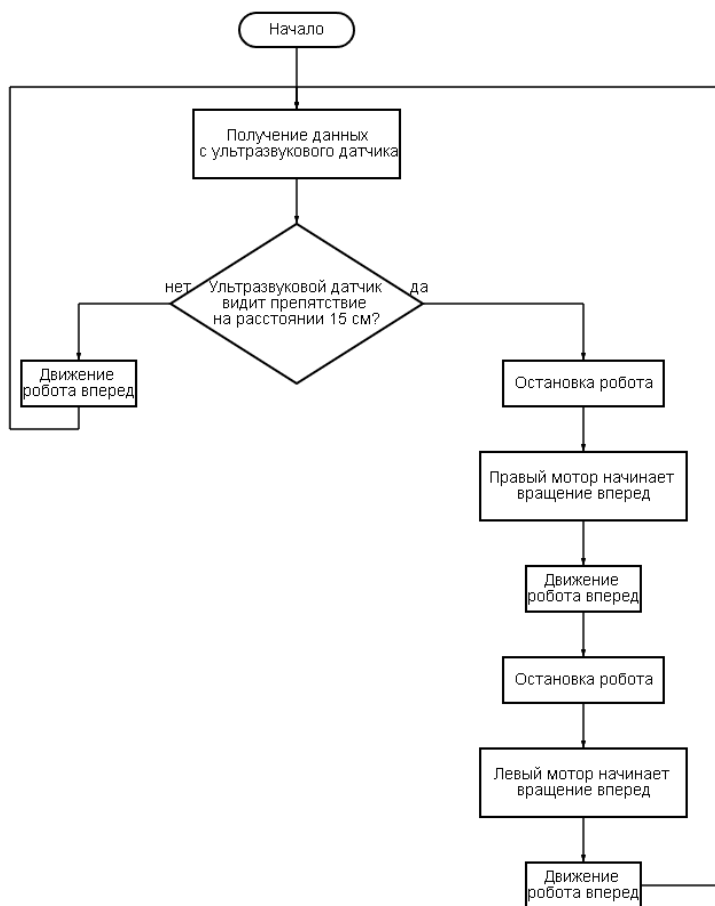 Начало
Получение данных
с ультразвукового датчика
нет
Ультразвуковой датчик
видит препятствие
на расстоянии 15 см?
да
Движение
робота вперед
Остановка робота
Правый мотор начинает
вращение вперед
Движение
робота вперед
Остановка робота
Левый мотор начинает
вращение вперед
Движение
робота вперед